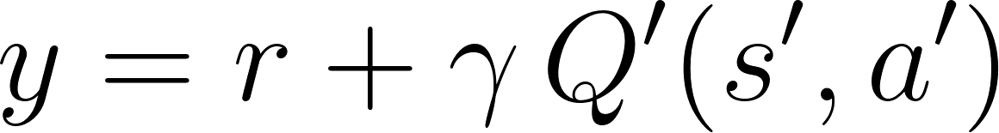 y = r + γ Q′(s′, a′)